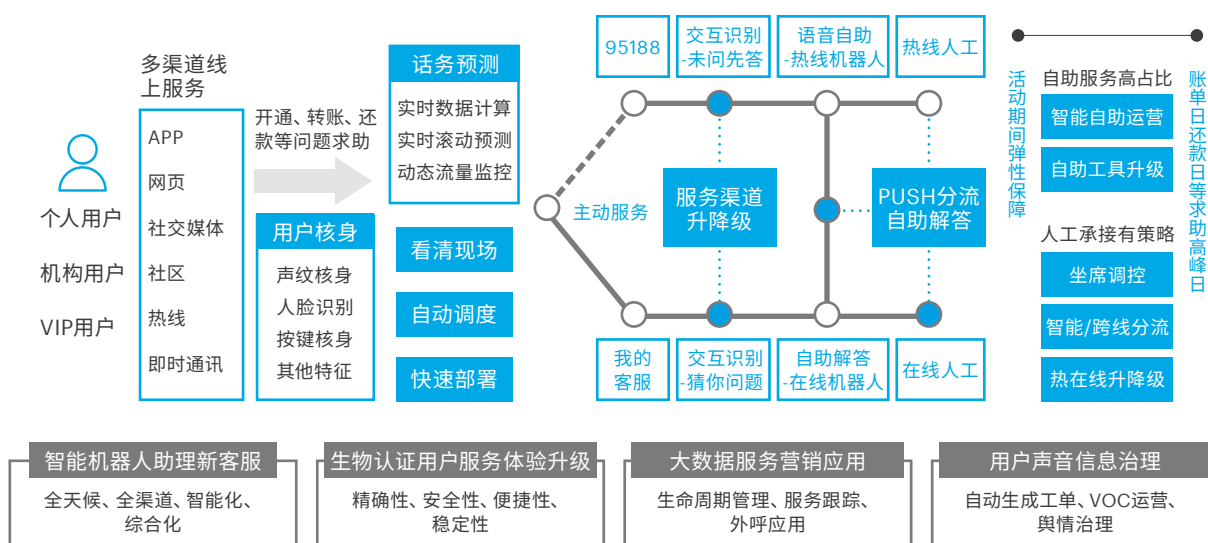 个人用户
机构用户
VIP用户
多渠道线
上服务
APP
网页
社交媒体
社区
热线
即时通讯
开通、转账、还
款等问题求助
用户核身
声纹核身
人脸识别
按键核身
其他特征
话务预测
实时数据计算
实时滚动预测
动态流量监控
看清现场
自动调度
快速部署
95188
交互识别
-未问先答
语音自助
-热线机器人
热线人工
主动服务
服务渠道
升降级
PUSH分流
自助解答
我的
客服
交互识别
-猜你问题
自助解答
-在线机器人
在线人工
活动期间弹性保障
自助服务高占比
智能自助运营
自助工具升级
人工承接有策略
坐席调控
智能/跨线分流
热在线升降级
账单日还款日等求助高峰日
智能机器人助理新客服
全天候、全渠道、智能化、
综合化
生物认证用户服务体验升级
精确性、安全性、便捷性、
稳定性
大数据服务营销应用
生命周期管理、服务跟踪、
外呼应用
用户声音信息治理
自动生成工单、VOC运营、
舆情治理